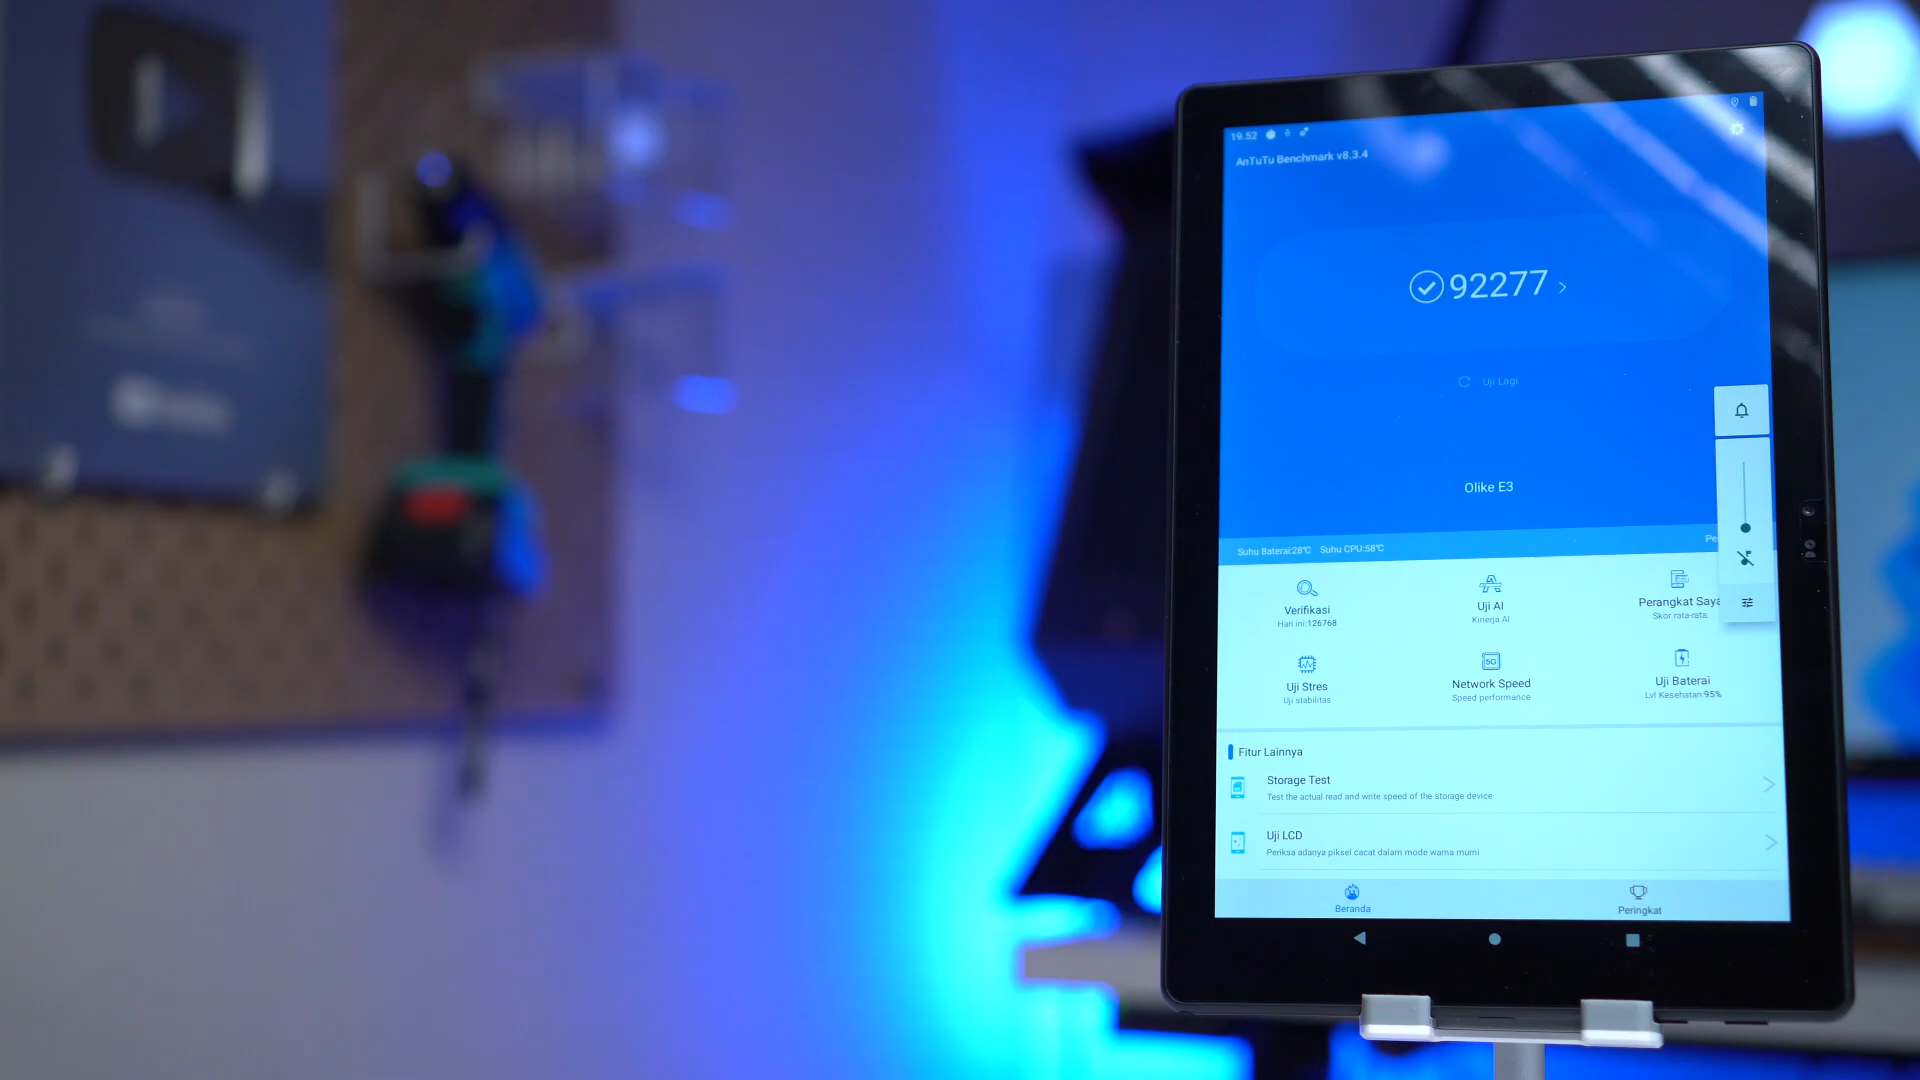 19.52
AnTuTu Benchmark v8.3.4
92277
Uji Lagi
Olike E3
Suhu Baterai:28℃ Suhu CPU:58℃ Pe
Verifikasi
Hari ini:126768
Uji AI
Kinerja AI
Perangkat Saya
Skor rata-rata:
Uji Stres
Uji stabilitas
5G
Network Speed
Speed performance
Uji Baterai
Lvl Kesehatan:95%
Fitur Lainnya
Storage Test
Test the actual read and write speed of the storage device
Uji LCD
Periksa adanya piksel cacat dalam mode warna murni
Beranda
Peringkat